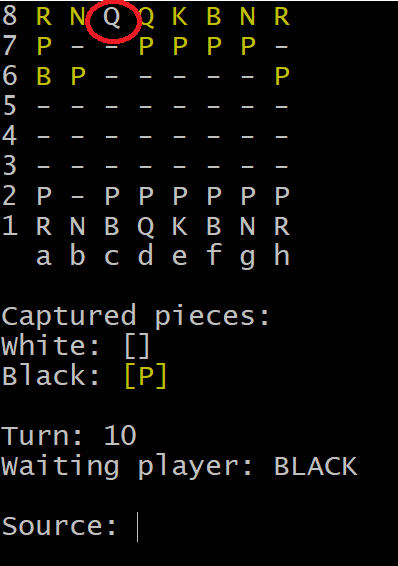 8 R N Q Q K B N R
7 P - - P P P P -
6 B P - - - - - P
5 - - - - - - - -
4 - - - - - - - -
3 - - - - - - - -
2 P - P P P P P P
1 R N B Q K B N R
a b c d e f g h
Captured pieces:
White: []
Black: [P]
Turn: 10
Waiting player: BLACK
Source: